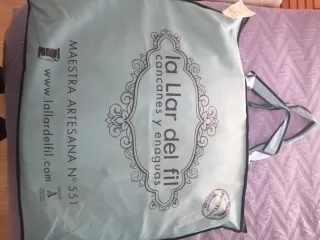 la Llar del fil
cancanes y enaguas
MAESTRA ARTESANA Nº 551
www.lallardelfil.com